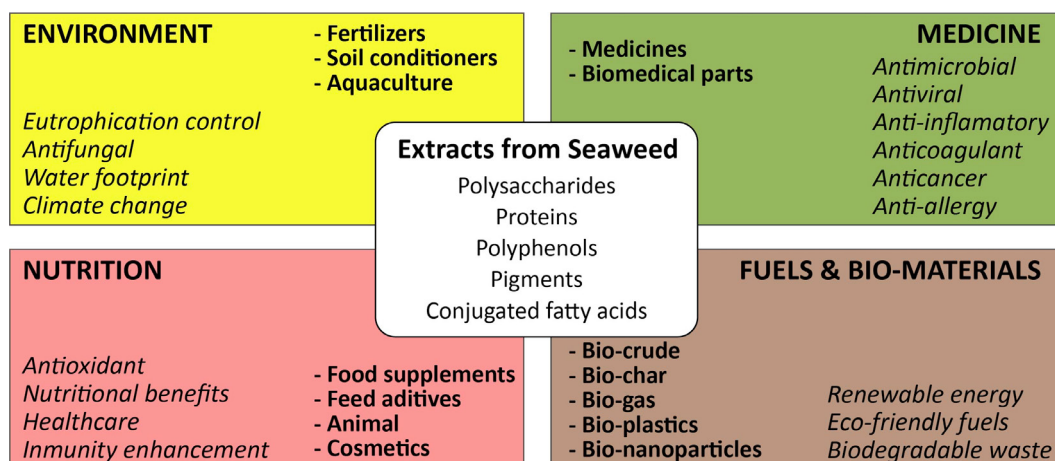 ENVIRONMENT
- Fertilizers
- Soil conditioners
- Aquaculture
Eutrophication control
Antifungal
Water footprint
Climate change
MEDICINE
- Medicines
- Biomedical parts
Antimicrobial
Antiviral
Anti-inflamatory
Anticoagulant
Anticancer
Anti-allergy
Extracts from Seaweed
Polysaccharides
Proteins
Polyphenols
Pigments
Conjugated fatty acids
NUTRITION
Antioxidant
Nutritional benefits
Healthcare
Inmunity enhancement
- Food supplements
- Feed aditives
- Animal
- Cosmetics
FUELS & BIO-MATERIALS
- Bio-crude
- Bio-char
- Bio-gas
- Bio-plastics
- Bio-nanoparticles
Renewable energy
Eco-friendly fuels
Biodegradable waste